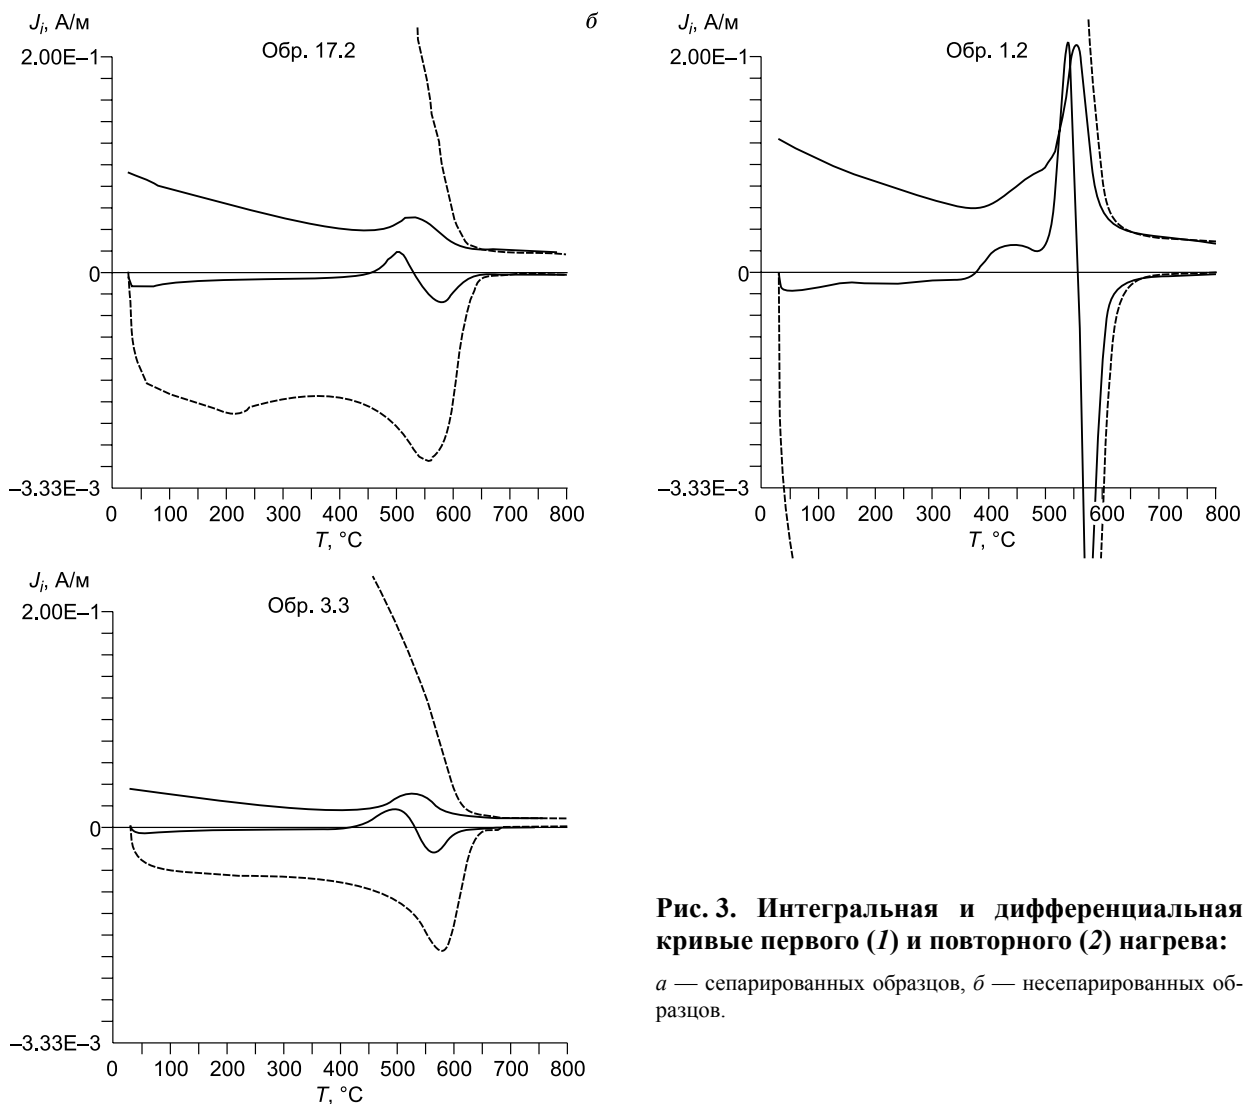 J_i, А/м
б
Обр. 17.2
2.00E–1
0
–3.33E–3
0 100 200 300 400 500 600 700 800
T, °C
J_i, А/м
Обр. 1.2
2.00E–1
0
–3.33E–3
0 100 200 300 400 500 600 700 800
T, °C
J_i, А/м
Обр. 3.3
2.00E–1
0
–3.33E–3
0 100 200 300 400 500 600 700 800
T, °C
Рис. 3. Интегральная и дифференциальная
кривые первого (1) и повторного (2) нагрева:
а — сепарированных образцов, б — несепарированных об-
разцов.